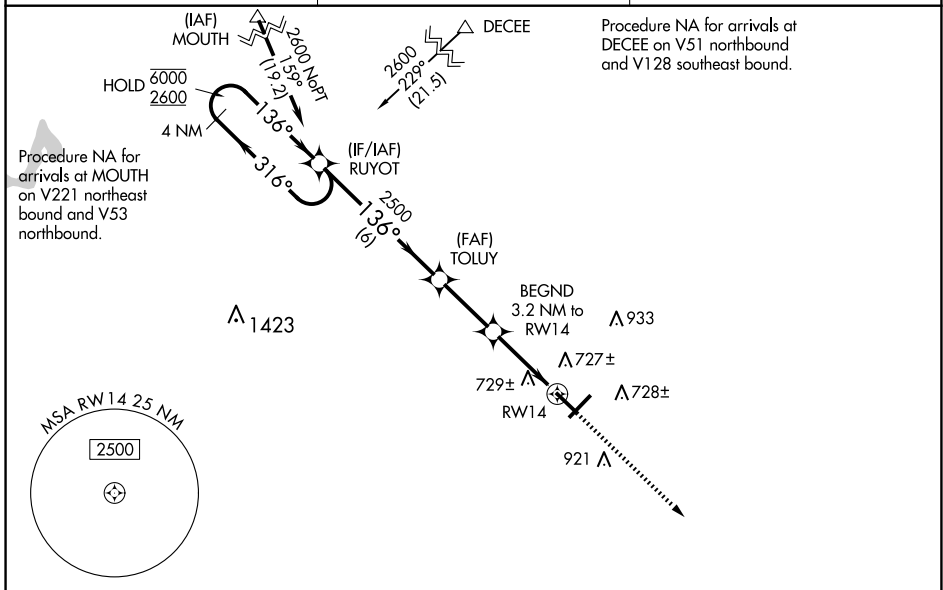 (IAF)
MOUTH
2600 NoPT
159°
(19.2)
DECEE
2600
229°
(21.5)
Procedure NA for arrivals at
DECEE on V51 northbound
and V128 southeast bound.
HOLD 6000
2600
4 NM
136°
316°
(IF/IAF)
RUYOT
Procedure NA for
arrivals at MOUTH
on V221 northeast
bound and V53
northbound.
2500
136°
(6)
(FAF)
TOLUY
BEGND
3.2 NM to
RW14
1423
933
727±
729±
728±
RW14
921
MSA RW14 25 NM
2500